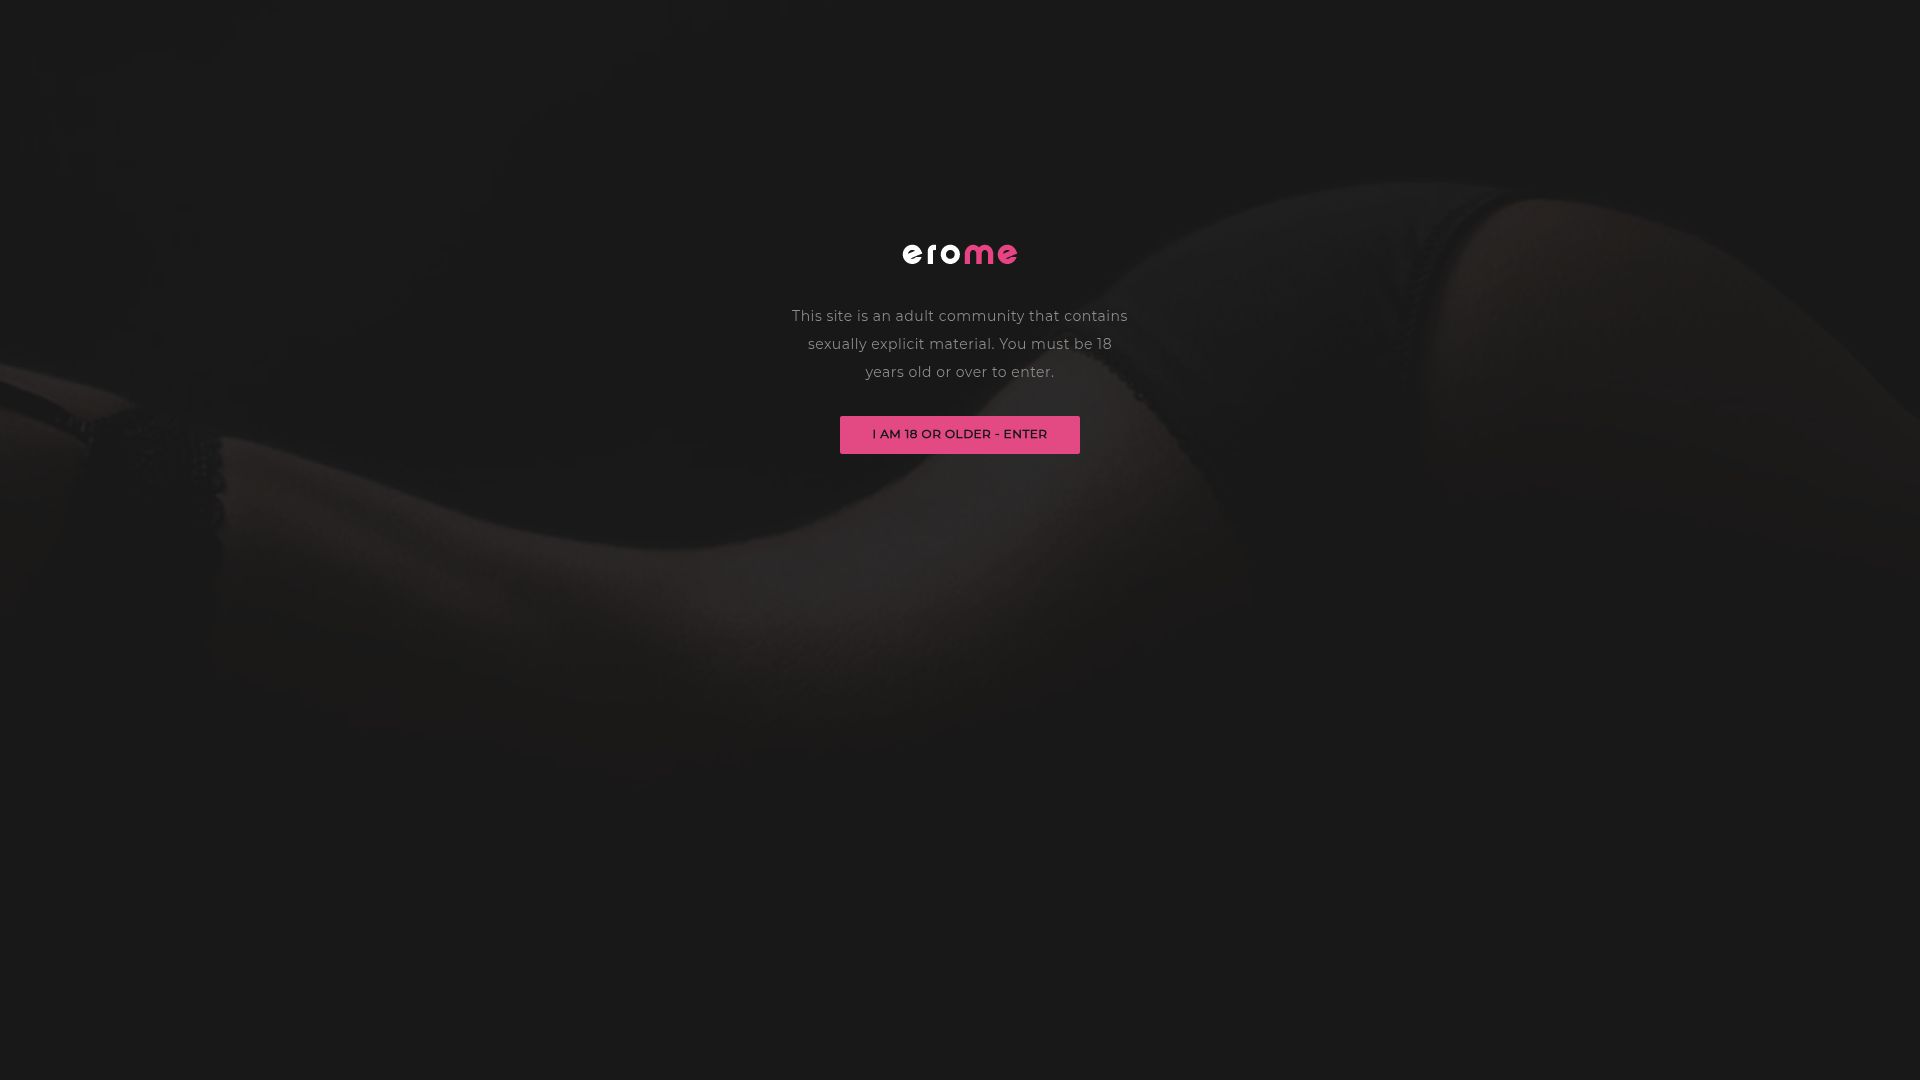 erome
This site is an adult community that contains
sexually explicit material. You must be 18
years old or over to enter.
I AM 18 OR OLDER - ENTER